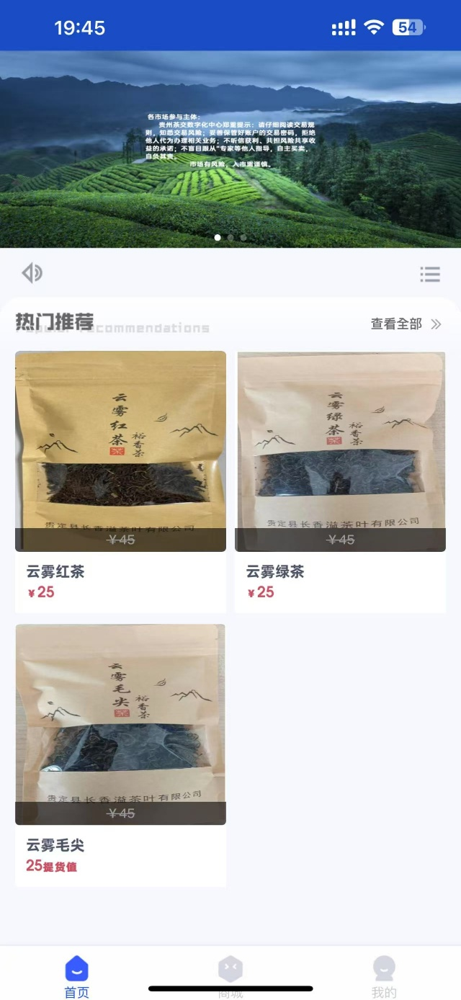 19:45
54
各市场参与主体：
贵州茶交数字化中心郑重提示：请仔细阅读交易规
则，知悉交易风险；妥善保管好账户的交易密码，拒绝
他人代为办理相关业务；不听信获利、共担风险共享收
益的承诺；不盲目跟从"专家等他人指导，自主买卖，
自负其责。
市场有风险，入市需谨慎。
热门推荐
Popular recommendations
查看全部
云雾红茶
裕香茶
茶
贵定县长香溢茶叶有限公司
¥45
云雾红茶
¥25
云雾绿茶
裕香茶
茶
贵定县长香溢茶叶有限公司
¥45
云雾绿茶
¥25
云雾毛尖
裕香茶
茶
贵定县长香溢茶叶有限公司
¥45
云雾毛尖
25提货值
首页
商城
我的